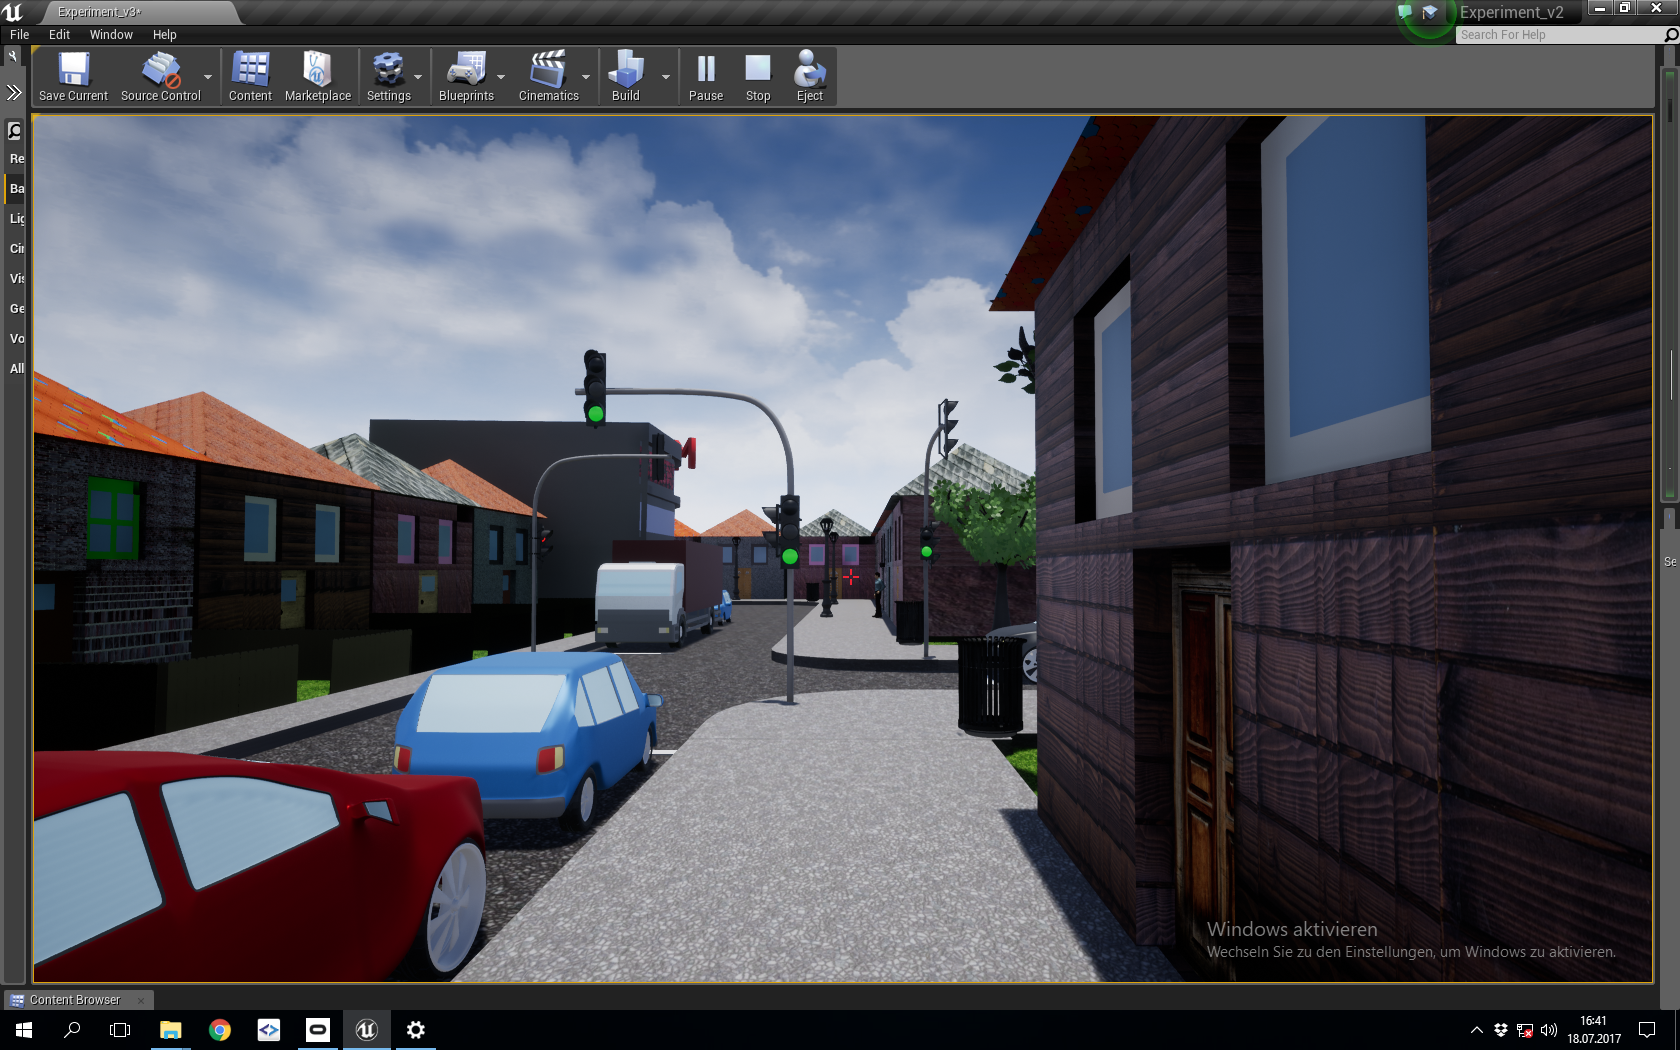 Experiment_v3*
Experiment_v2
File Edit Window Help
Search For Help
Save Current Source Control Content Marketplace Settings Blueprints Cinematics Build Pause Stop Eject
Re
Ba
Lig
Cin
Vis
Ge
Vo
All
Se
M
Windows aktivieren
Wechseln Sie zu den Einstellungen, um Windows zu aktivieren.
Content Browser
16:41
18.07.2017